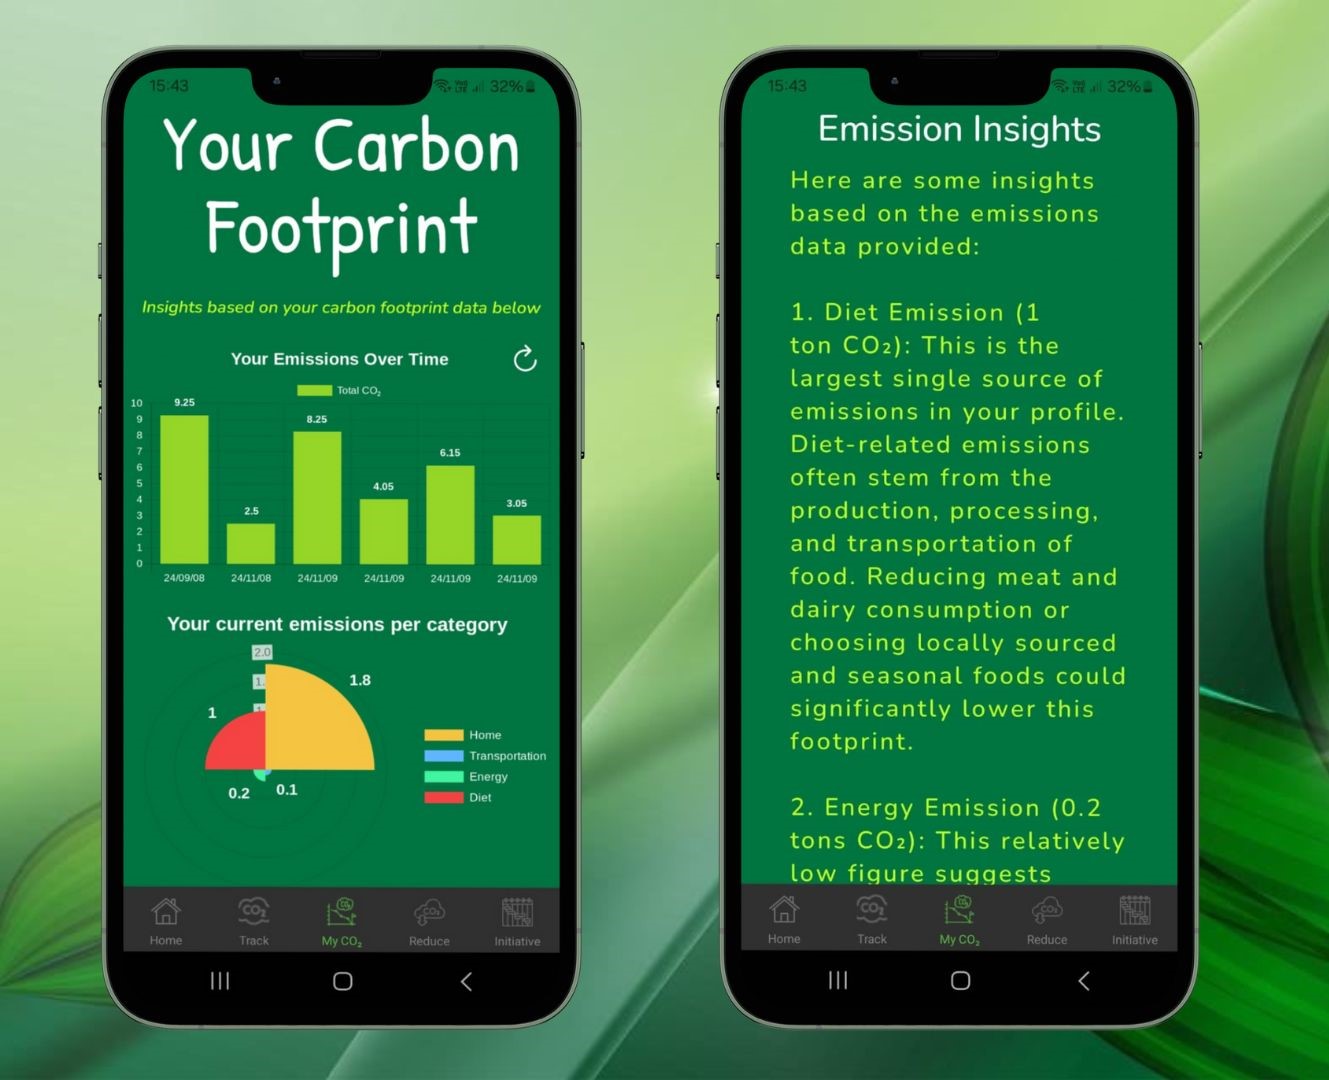 15:43
32%
Your Carbon
Footprint
Insights based on your carbon footprint data below
Your Emissions Over Time
Total CO₂
10
9
8
7
6
5
4
3
2
1
0
9.25
2.5
8.25
4.05
6.15
3.05
24/09/08
24/11/08
24/11/09
24/11/09
24/11/09
24/11/09
Your current emissions per category
2.0
1.8
1
0.2
0.1
Home
Transportation
Energy
Diet
Home
Track
My CO₂
Reduce
Initiative
15:43
32%
Emission Insights
Here are some insights
based on the emissions
data provided:
1. Diet Emission (1
ton CO₂): This is the
largest single source of
emissions in your profile.
Diet-related emissions
often stem from the
production, processing,
and transportation of
food. Reducing meat and
dairy consumption or
choosing locally sourced
and seasonal foods could
significantly lower this
footprint.
2. Energy Emission (0.2
tons CO₂): This relatively
low figure suggests
Home
Track
My CO₂
Reduce
Initiative